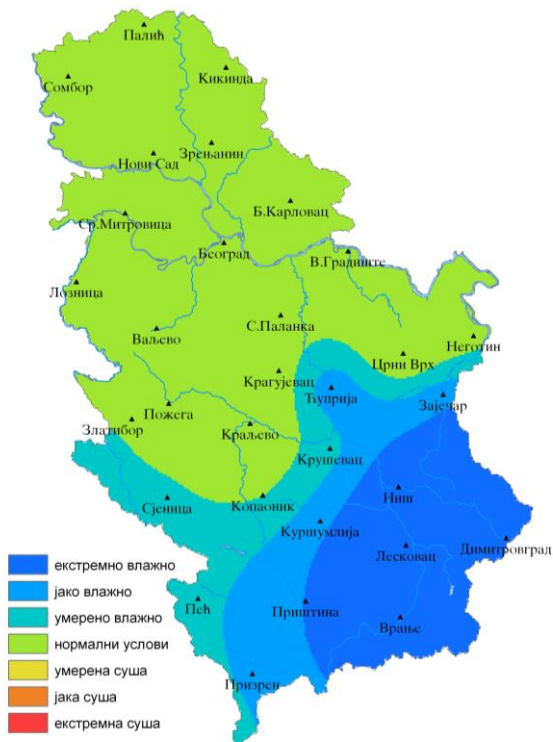 Палић
Кикинда
Сомбор
Зрењанин
Нови Сад
Б.Карловац
Ср.Митровица
Београд
В.Градиште
Лозница
С.Паланка
Ваљево
Неготин
Црни Врх
Крагујевац
Ћуприја
Зајечар
Пожега
Златибор
Краљево
Крушевац
Ниш
Сјеница
Копаоник
Куршумлија
Димитровград
Лесковац
екстремно влажно
јако влажно
умерено влажно
Пећ
Приштина
Врање
нормални услови
умерена суша
Призрен
јака суша
екстремна суша